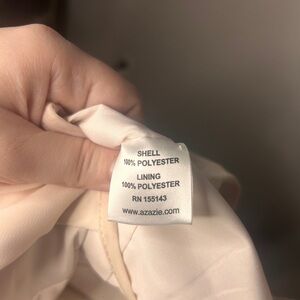 SHELL
100% POLYESTER
LINING
100% POLYESTER
RN 155143
www.azazie.com